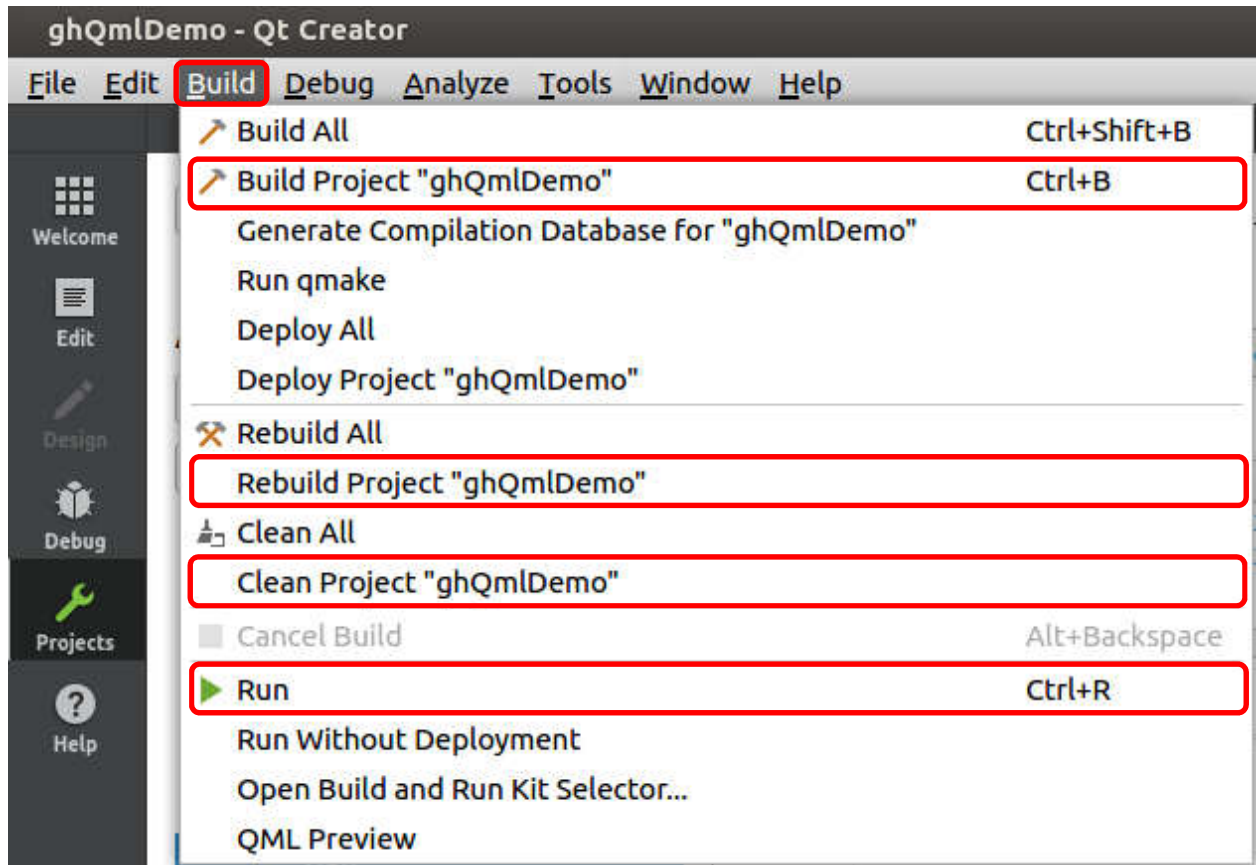 ghQmlDemo - Qt Creator
File Edit Build Debug Analyze Tools Window Help
Build All Ctrl+Shift+B
Build Project "ghQmlDemo" Ctrl+B
Generate Compilation Database for "ghQmlDemo"
Run qmake
Deploy All
Deploy Project "ghQmlDemo"
Rebuild All
Rebuild Project "ghQmlDemo"
Clean All
Clean Project "ghQmlDemo"
Cancel Build Alt+Backspace
Run Ctrl+R
Run Without Deployment
Open Build and Run Kit Selector...
QML Preview
Welcome
Edit
Design
Debug
Projects
Help